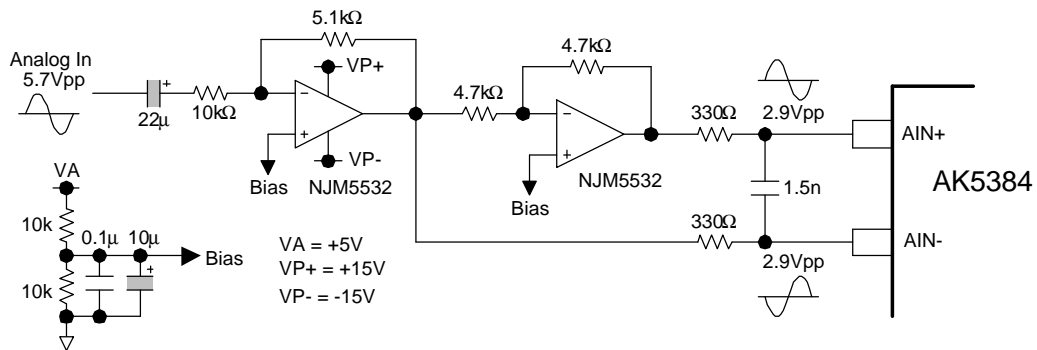 5.1kΩ
4.7kΩ
Analog In
5.7Vpp
VP+
4.7kΩ
330Ω
2.9Vpp
22μ
10kΩ
AIN+
VP-
Bias
NJM5532
NJM5532
Bias
1.5n
AK5384
VA
10k
0.1μ
10μ
Bias
330Ω
AIN-
2.9Vpp
10k
VA = +5V
VP+ = +15V
VP- = -15V
+
+
−
+
−
+